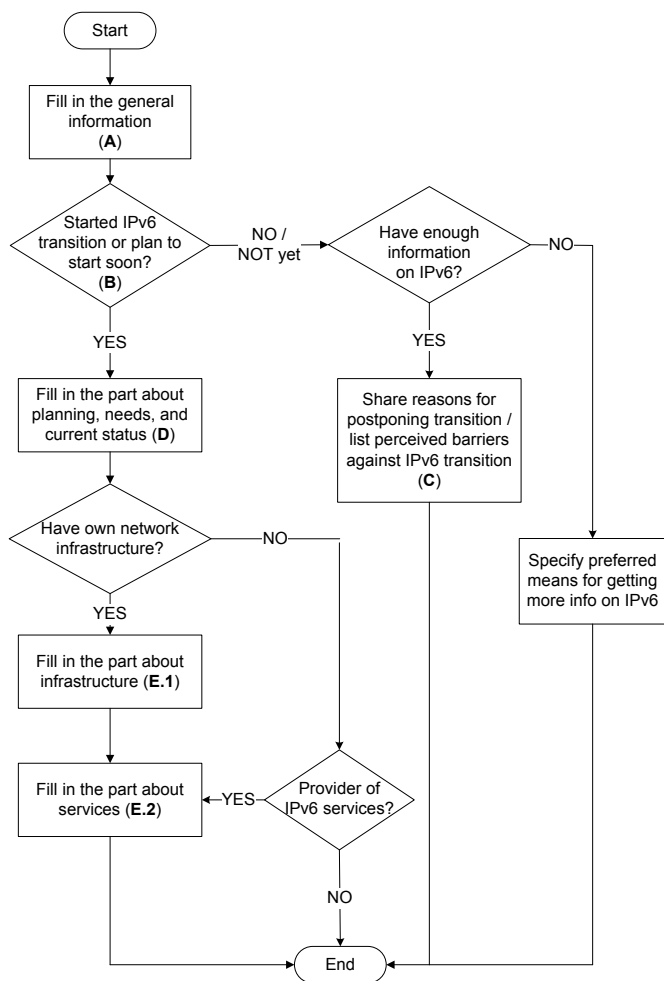 Start
Fill in the general
information
(A)
Started IPv6
transition or plan to
start soon?
(B)
NO /
NOT yet
Have enough
information
on IPv6?
NO
YES
YES
Fill in the part about
planning, needs, and
current status (D)
Share reasons for
postponing transition /
list perceived barriers
against IPv6 transition
(C)
Have own network
infrastructure?
NO
Specify preferred
means for getting
more info on IPv6
YES
Fill in the part about
infrastructure (E.1)
Fill in the part about
services (E.2)
YES
Provider of
IPv6 services?
NO
End